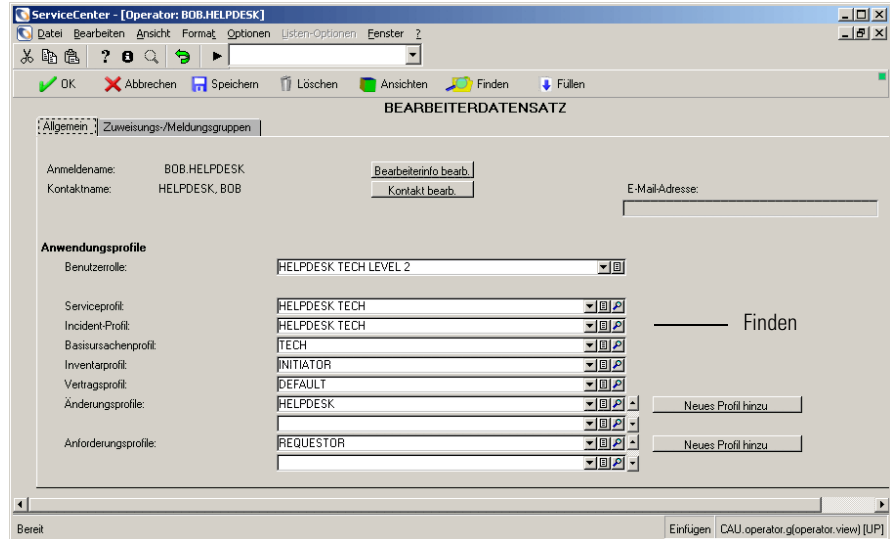 ServiceCenter - [Operator: BOB.HELPDESK]
Datei Bearbeiten Ansicht Format Optionen Listen-Optionen Fenster ?
OK Abbrechen Speichern Löschen Ansichten Finden Füllen
BEARBEITERDATENSATZ
Allgemein Zuweisungs-/Meldungsgruppen
Anmeldename: BOB.HELPDESK Bearbeiterinfo bearb.
Kontaktname: HELPDESK, BOB Kontakt bearb. E-Mail-Adresse:
Anwendungsprofile
Benutzerrolle: HELPDESK TECH LEVEL 2
Serviceprofil: HELPDESK TECH
Incident-Profil: HELPDESK TECH Finden
Basisursachenprofil: TECH
Inventarprofil: INITIATOR
Vertragsprofil: DEFAULT
Änderungsprofile: HELPDESK Neues Profil hinzu
Anforderungsprofile: REQUESTOR Neues Profil hinzu
Bereit Einfügen CAU.operator.g(operator.view) [UP]